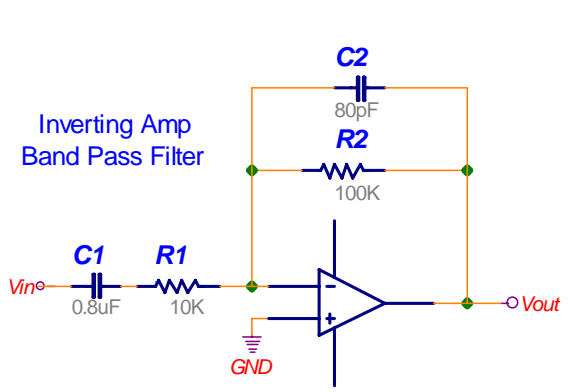 C2
80pF
Inverting Amp
Band Pass Filter
R2
100K
C1
R1
Vin
0.8uF
10K
−
+
Vout
GND